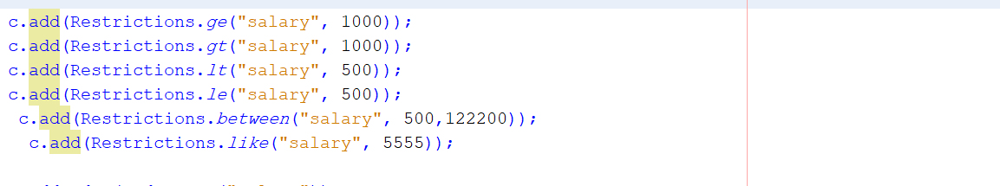 c.add(Restrictions.ge("salary", 1000));
c.add(Restrictions.gt("salary", 1000));
c.add(Restrictions.lt("salary", 500));
c.add(Restrictions.le("salary", 500));
c.add(Restrictions.between("salary", 500,122200));
c.add(Restrictions.like("salary", 5555));